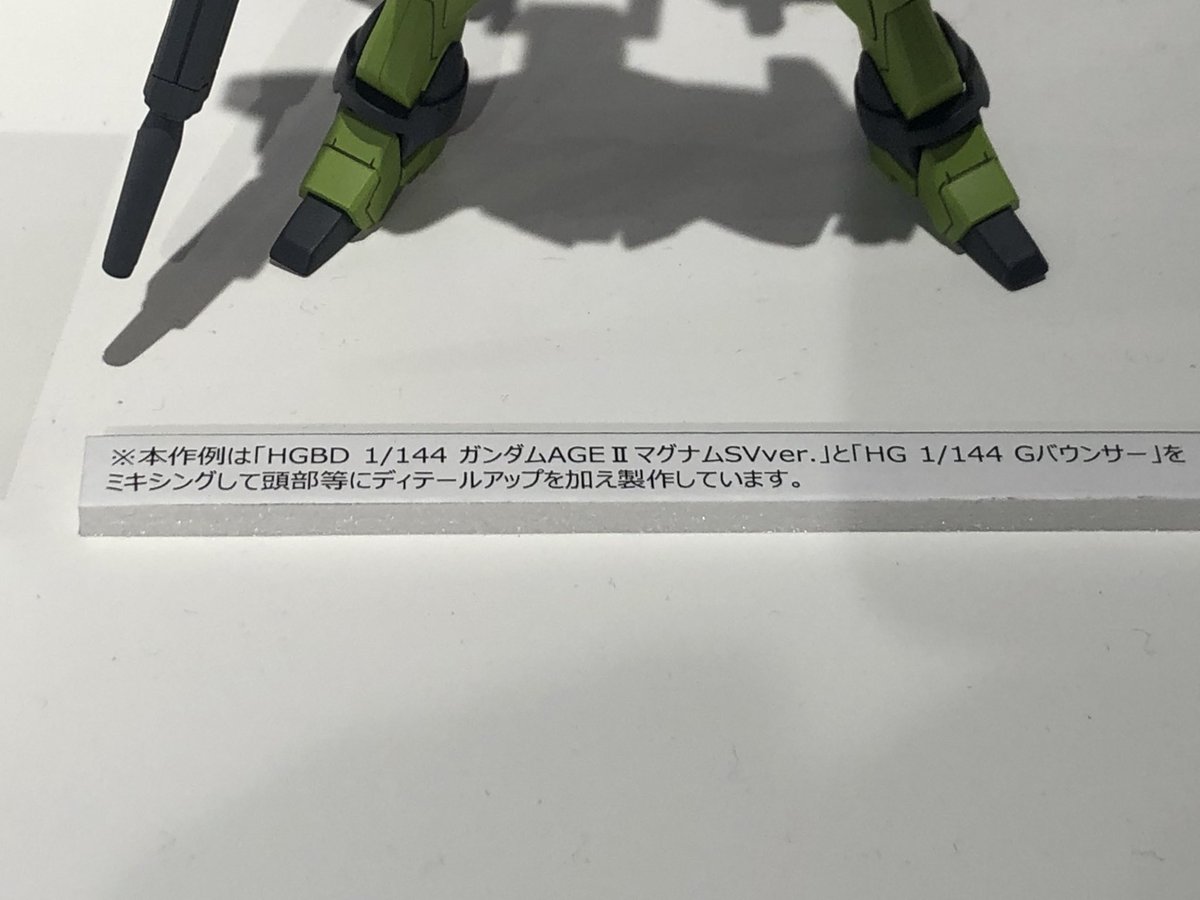 ※本作例は「HGBD 1/144 ガンダムAGEⅡマグナムSVver.」と「HG 1/144 Gバウンサー」を
ミキシングして頭部等にディテールアップを加え製作しています。